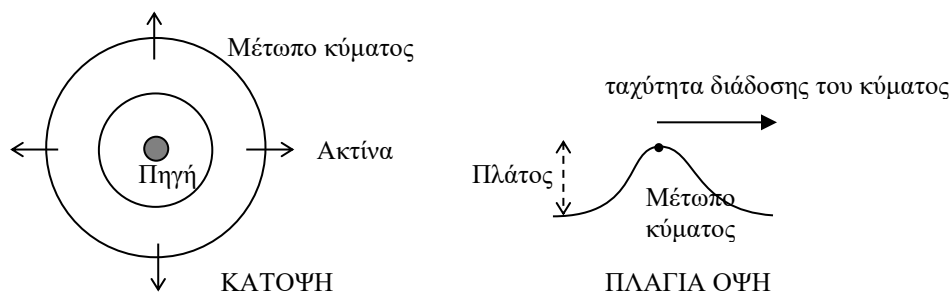 Μέτωπο κύματος
Ακτίνα
Πηγή
ΚΑΤΟΨΗ
ταχύτητα διάδοσης του κύματος
Πλάτος
Μέτωπο
κύματος
ΠΛΑΓΙΑ ΟΨΗ